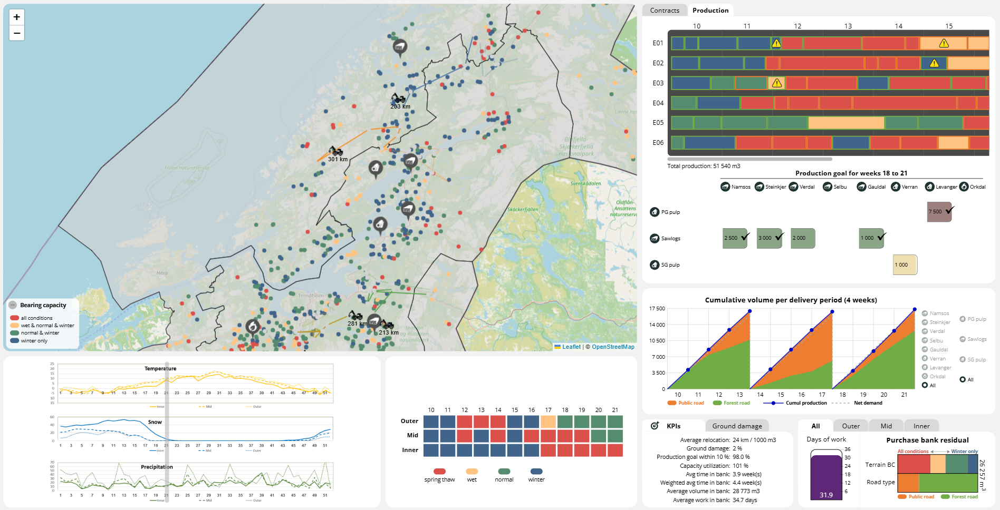 +
−
203 km
301 km
281 km
213 km
Froan naturreservat
Hitra
Trondheim
Blåfjella-
Skjækerfjella
nasjonalpark
Lierne nas
Svenskådalen
Skäckerfjällen
Oldflån-
Ansättens
naturreserva
Skarvan
og Roltdalen
nasjonalpark
Bearing capacity
all conditions
wet & normal & winter
normal & winter
winter only
Leaflet | © OpenStreetMap
Contracts Production
10 11 12 13 14 15
E01
E02
E03
E04
E05
E06
Total production: 51 540 m3
Production goal for weeks 18 to 21
Namsos Steinkjer Verdal Selbu Gauldal Verran Levanger Orkdal
PG pulp 7 500
Sawlogs 2 500 3 000 2 000 1 000
SG pulp 1 000
Cumulative volume per delivery period (4 weeks)
17 500
14 000
10 500
7 000
3 500
0
10 11 12 13 14 15 16 17 18 19 20 21
Public road Forest road Cumul production Net demand
Namsos
Steinkjer
Verdal
Selbu
Gauldal
Verran
Levanger
Orkdal
All
PG pulp
Sawlogs
SG pulp
All
Temperature
25
20
15
10
5
0
-5
10
15
1 3 5 7 9 11 13 15 17 19 21 23 25 27 29 31 33 35 37 39 41 43 45 47 49 51
Inner Mid Outer
Snow
60
40
20
0
1 3 5 7 9 11 13 15 17 19 21 23 25 27 29 31 33 35 37 39 41 43 45 47 49 51
Inner Mid Outer
Precipitation
70
60
50
40
30
20
10
0
1 3 5 7 9 11 13 15 17 19 21 23 25 27 29 31 33 35 37 39 41 43 45 47 49 51
Inner Mid Outer
10 11 12 13 14 15 16 17 18 19 20 21
Outer
Mid
Inner
spring thaw wet normal winter
KPIs Ground damage
Average relocation: 24 km / 1000 m3
Ground damage: 2 %
Production goal within 10 %: 98.0 %
Capacity utilization: 101 %
Avg time in bank: 3.9 week(s)
Weighted avg time in bank: 4.4 week(s)
Average volume in bank: 28 773 m3
Average work in bank: 34.7 days
All Outer Mid Inner
Days of work
36
30
24
18
12
6
31.9
Purchase bank residual
All conditions Winter only
Terrain BC
Road type
26 257 m3
Public road Forest road